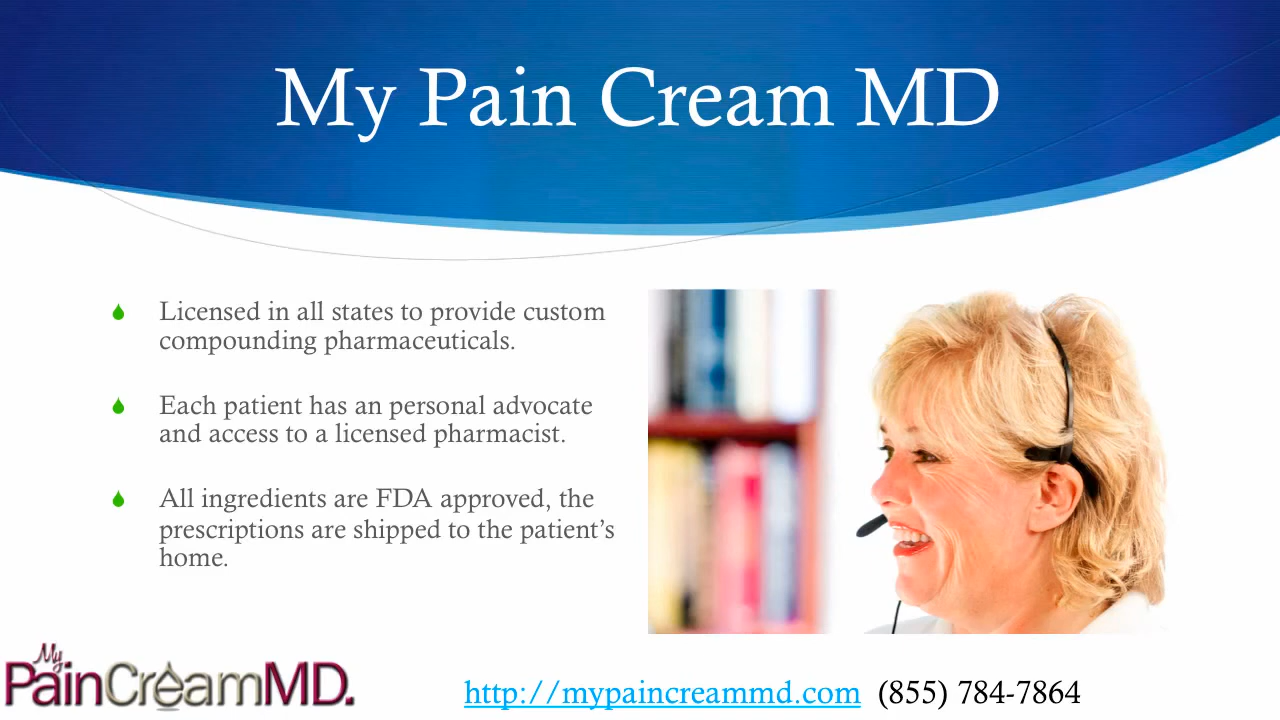 My Pain Cream MD
Licensed in all states to provide custom
compounding pharmaceuticals.
Each patient has an personal advocate
and access to a licensed pharmacist.
All ingredients are FDA approved, the
prescriptions are shipped to the patient’s
home.
My
PainCreamMD.
http://mypaincreammd.com (855) 784-7864